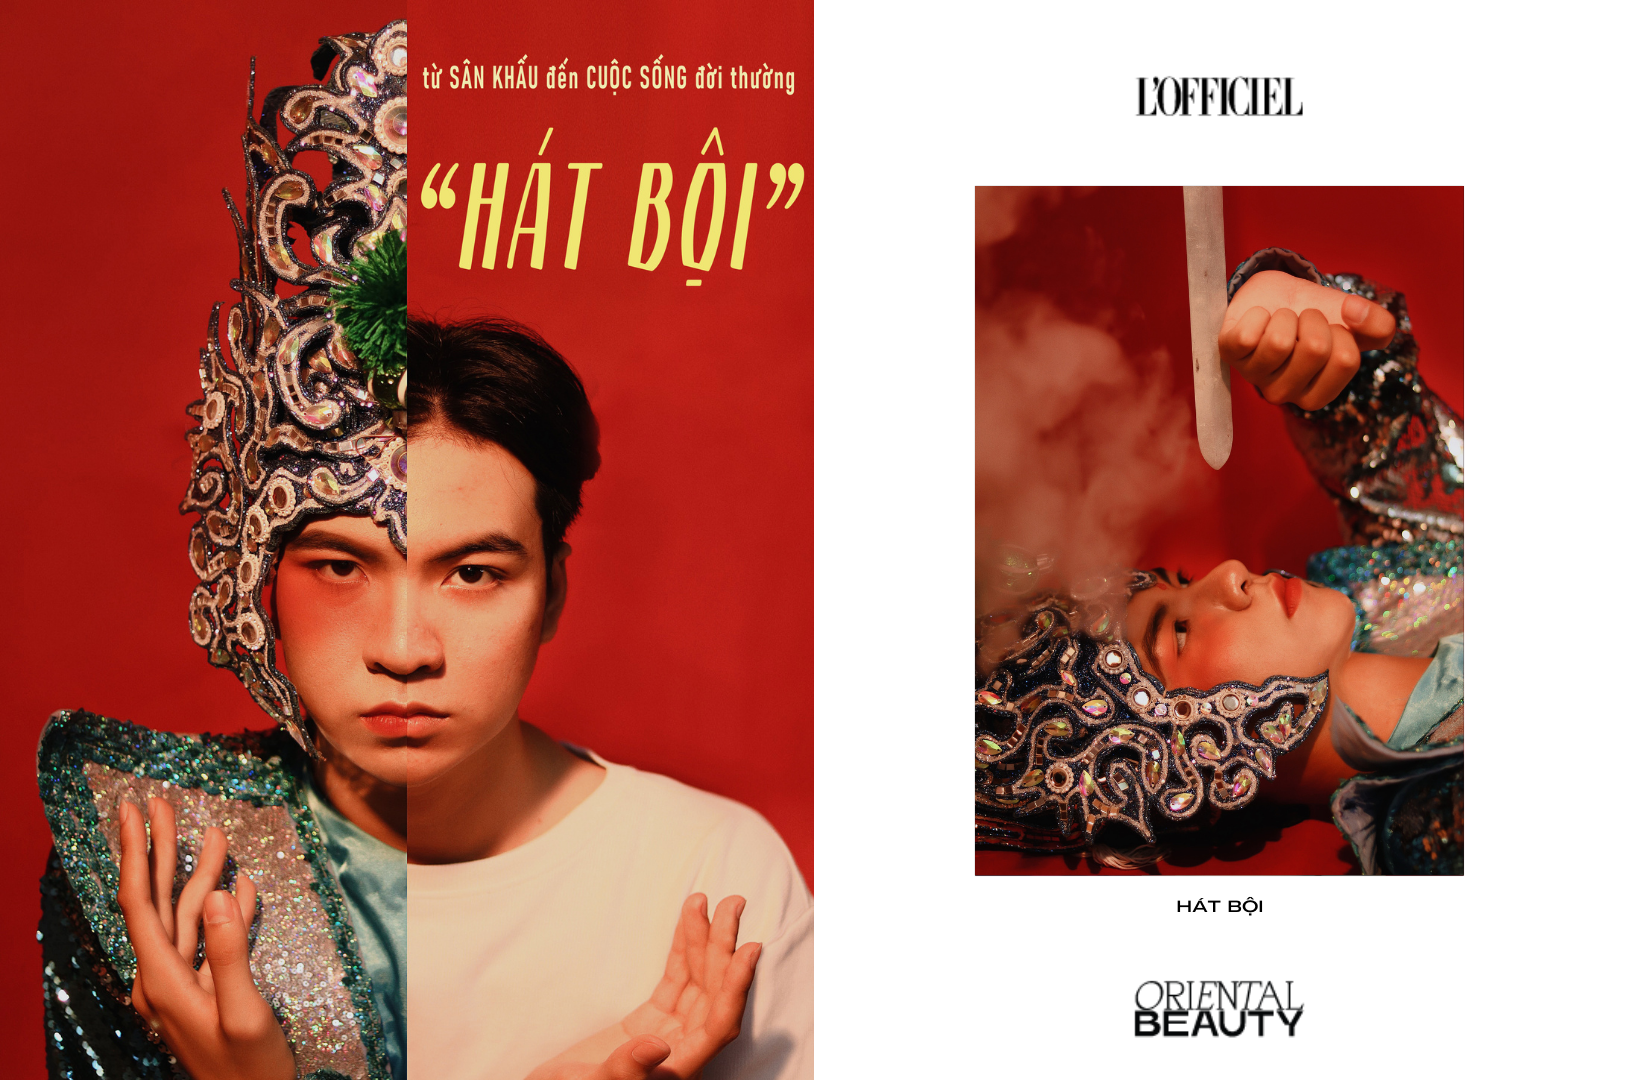 từ SÂN KHẤU đến CUỘC SỐNG đời thường
“HÁT BỘI”
L'OFFICIEL
HÁT BỘI
ORIENTAL
BEAUTY